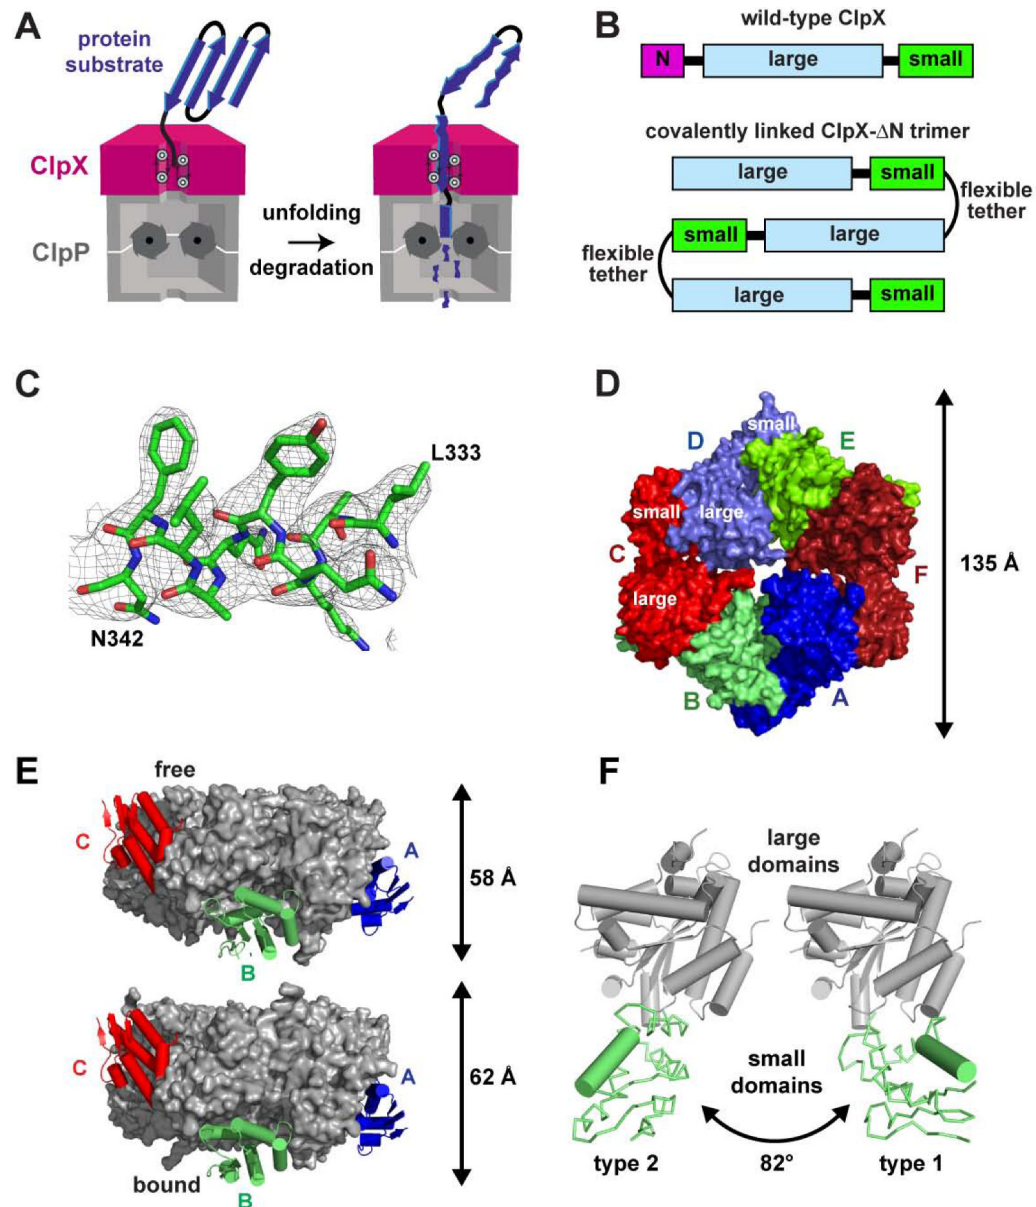 A
protein
substrate
ClpX
ClpP
unfolding
degradation
B
wild-type ClpX
N
large
small
covalently linked ClpX-ΔN trimer
large
small
flexible
tether
small
large
flexible
tether
large
small
C
L333
N342
D
small
D
E
small
large
C
F
large
B
A
135 Å
E
free
C
A
B
58 Å
C
A
B
bound
62 Å
F
large
domains
small
domains
type 2
82°
type 1